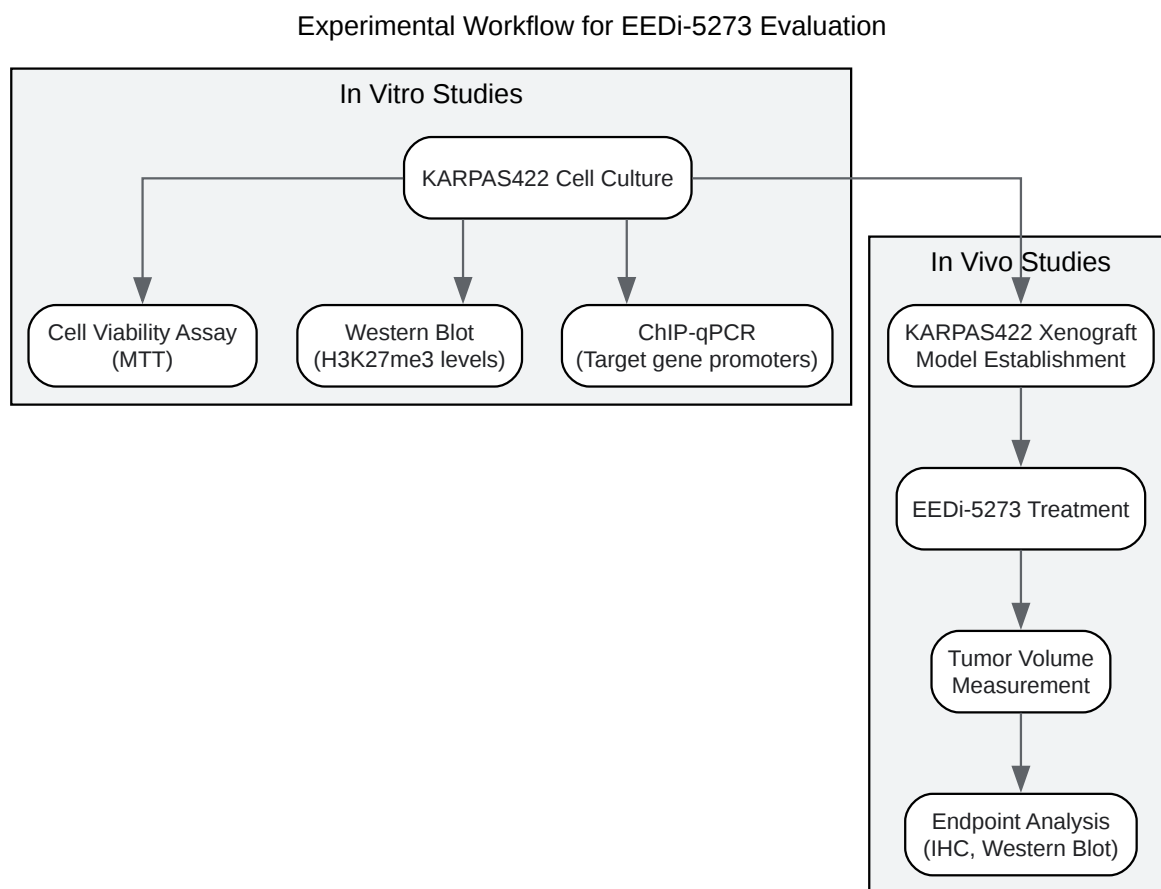 Experimental Workflow for EEDi-5273 Evaluation
In Vitro Studies
KARPAS422 Cell Culture
Cell Viability Assay
(MTT)
Western Blot
(H3K27me3 levels)
ChIP-qPCR
(Target gene promoters)
In Vivo Studies
KARPAS422 Xenograft
Model Establishment
EEDi-5273 Treatment
Tumor Volume
Measurement
Endpoint Analysis
(IHC, Western Blot)